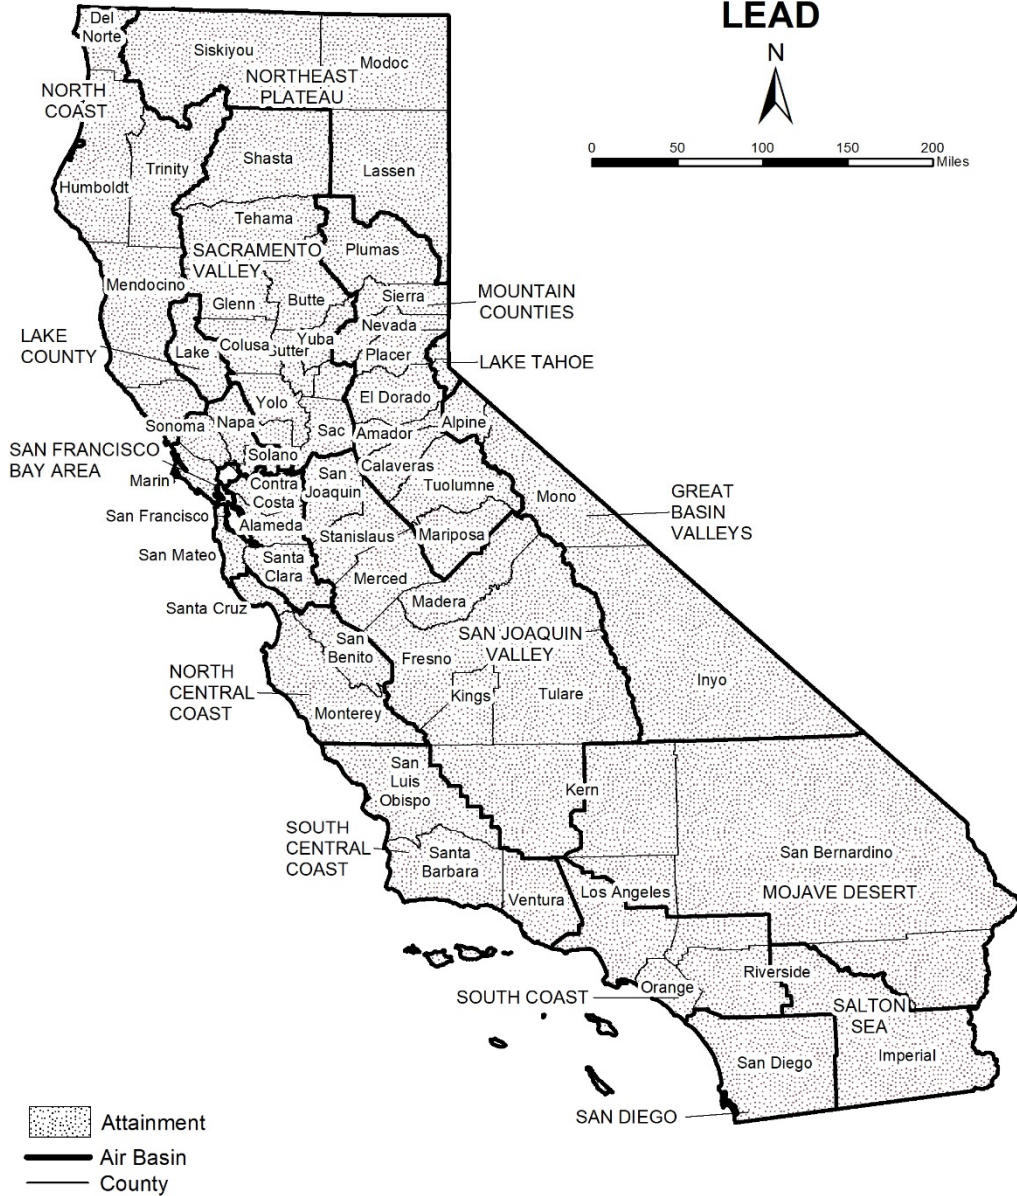 LEAD
N
0 50 100 150 200
Miles
Del
Norte
Siskiyou
Modoc
NORTHEAST
PLATEAU
NORTH
COAST
Shasta
Trinity
Lassen
Humboldt
Tehama
SACRAMENTO
VALLEY
Plumas
Mendocino
Glenn
Butte
Sierra
MOUNTAIN
COUNTIES
Nevada
LAKE
COUNTY
Lake
Colusa
Yuba
Placer
LAKE TAHOE
El Dorado
Yolo
Sonoma
Napa
Sac
Amador
Alpine
SAN FRANCISCO
BAY AREA
Solano
Calaveras
Marin
Contra
Costa
San
Joaquin
Tuolumne
Mono
GREAT
BASIN
VALLEYS
San Francisco
Alameda
Stanislaus
Mariposa
San Mateo
Santa
Clara
Merced
Madera
Santa Cruz
San
Benito
SAN JOAQUIN
VALLEY
Fresno
NORTH
CENTRAL
COAST
Kings
Tulare
Inyo
Monterey
San
Luis
Obispo
Kern
SOUTH
CENTRAL
COAST
Santa
Barbara
San Bernardino
MOJAVE DESERT
Ventura
Los Angeles
Riverside
Orange
SOUTH COAST
SALTON
SEA
San Diego
Imperial
SAN DIEGO
Attainment
Air Basin
County